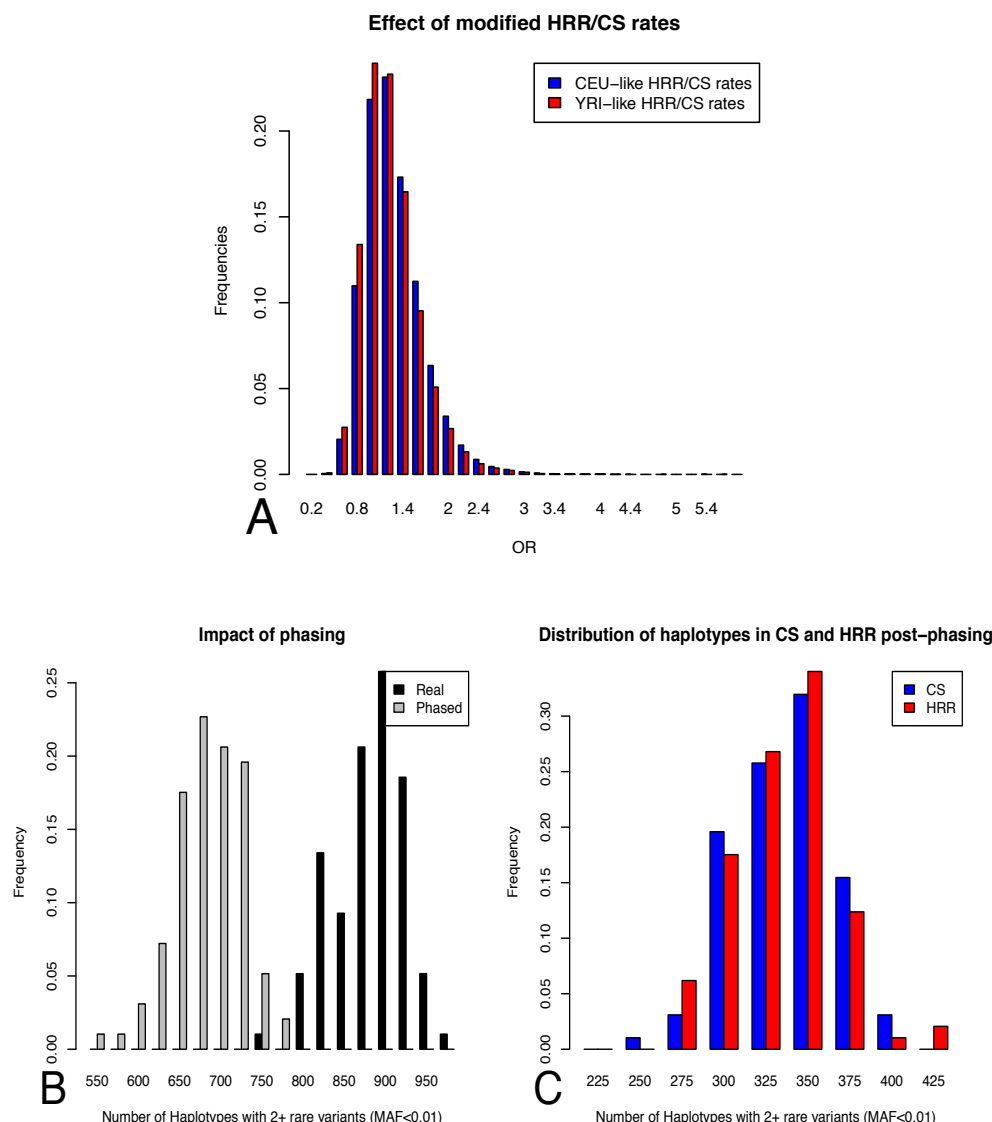 Effect of modified HRR/CS rates
CEU−like HRR/CS rates
YRI−like HRR/CS rates
Frequencies
0.00 0.05 0.10 0.15 0.20
0.2 0.8 1.4 2 2.4 3 3.4 4 4.4 5 5.4
OR
A
Impact of phasing
Real
Phased
Frequency
0.00 0.05 0.10 0.15 0.20 0.25
550 600 650 700 750 800 850 900 950
Number of Haplotypes with 2+ rare variants (MAF<0.01)
B
Distribution of haplotypes in CS and HRR post−phasing
CS
HRR
Frequency
0.00 0.05 0.10 0.15 0.20 0.25 0.30
225 250 275 300 325 350 375 400 425
Number of Haplotypes with 2+ rare variants (MAF<0.01)
C